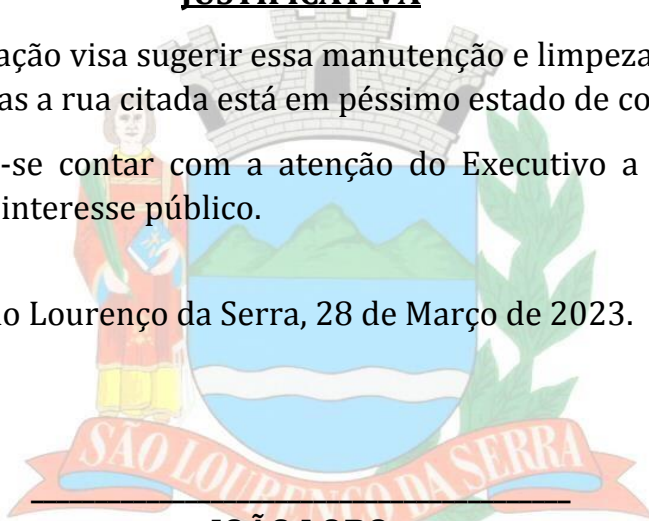 JUSTIFICATIVA
ação visa sugerir essa manutenção e limpeza
as a rua citada está em péssimo estado de co
-se contar com a atenção do Executivo a
interesse público.
o Lourenço da Serra, 28 de Março de 2023.
SÃO LOURENÇO DA SERRA